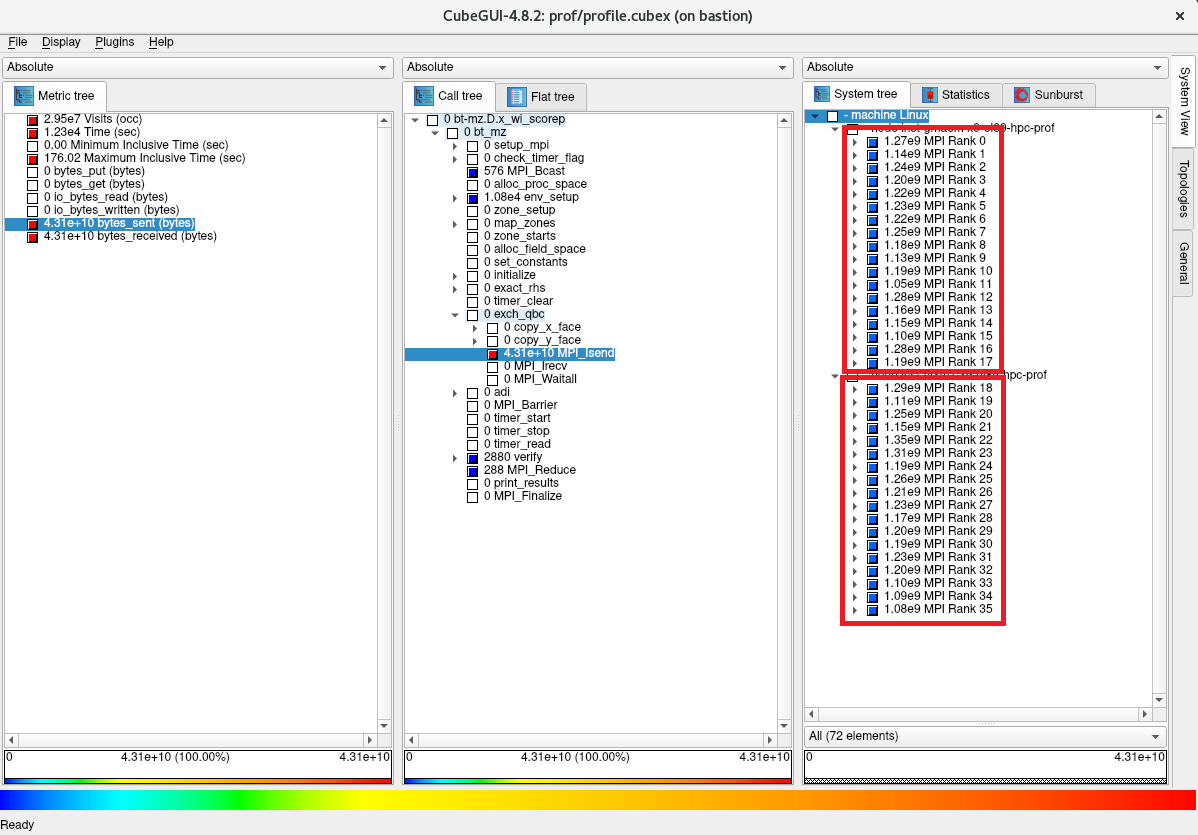 CubeGUI-4.8.2: prof/profile.cubex (on bastion)
File Display Plugins Help
Absolute
Metric tree
2.95e7 Visits (occ)
1.23e4 Time (sec)
0.00 Minimum Inclusive Time (sec)
176.02 Maximum Inclusive Time (sec)
0 bytes_put (bytes)
0 bytes_get (bytes)
0 io_bytes_read (bytes)
0 io_bytes_written (bytes)
4.31e+10 bytes_sent (bytes)
4.31e+10 bytes_received (bytes)
0 4.31e+10 (100.00%) 4.31e+10
Absolute
Call tree Flat tree
0 bt-mz.D.x_wi_scorep
0 bt_mz
0 setup_mpi
0 check_timer_flag
576 MPI_Bcast
0 alloc_proc_space
1.08e4 env_setup
0 zone_setup
0 map_zones
0 zone_starts
0 alloc_field_space
0 set_constants
0 initialize
0 exact_rhs
0 timer_clear
0 exch_qbc
0 copy_x_face
0 copy_y_face
4.31e+10 MPI_Isend
0 MPI_Irecv
0 MPI_Waitall
0 adi
0 MPI_Barrier
0 timer_start
0 timer_stop
0 timer_read
2880 verify
288 MPI_Reduce
0 print_results
0 MPI_Finalize
0 4.31e+10 (100.00%) 4.31e+10
Absolute
System tree Statistics Sunburst
- machine Linux
-hpc-prof
1.27e9 MPI Rank 0
1.14e9 MPI Rank 1
1.24e9 MPI Rank 2
1.20e9 MPI Rank 3
1.22e9 MPI Rank 4
1.23e9 MPI Rank 5
1.22e9 MPI Rank 6
1.25e9 MPI Rank 7
1.18e9 MPI Rank 8
1.13e9 MPI Rank 9
1.19e9 MPI Rank 10
1.05e9 MPI Rank 11
1.28e9 MPI Rank 12
1.16e9 MPI Rank 13
1.15e9 MPI Rank 14
1.10e9 MPI Rank 15
1.28e9 MPI Rank 16
1.19e9 MPI Rank 17
hpc-prof
1.29e9 MPI Rank 18
1.11e9 MPI Rank 19
1.25e9 MPI Rank 20
1.15e9 MPI Rank 21
1.35e9 MPI Rank 22
1.31e9 MPI Rank 23
1.19e9 MPI Rank 24
1.26e9 MPI Rank 25
1.21e9 MPI Rank 26
1.23e9 MPI Rank 27
1.17e9 MPI Rank 28
1.20e9 MPI Rank 29
1.19e9 MPI Rank 30
1.23e9 MPI Rank 31
1.20e9 MPI Rank 32
1.10e9 MPI Rank 33
1.09e9 MPI Rank 34
1.08e9 MPI Rank 35
All (72 elements)
0 4.31e+10
System View
Topologies
General
Ready